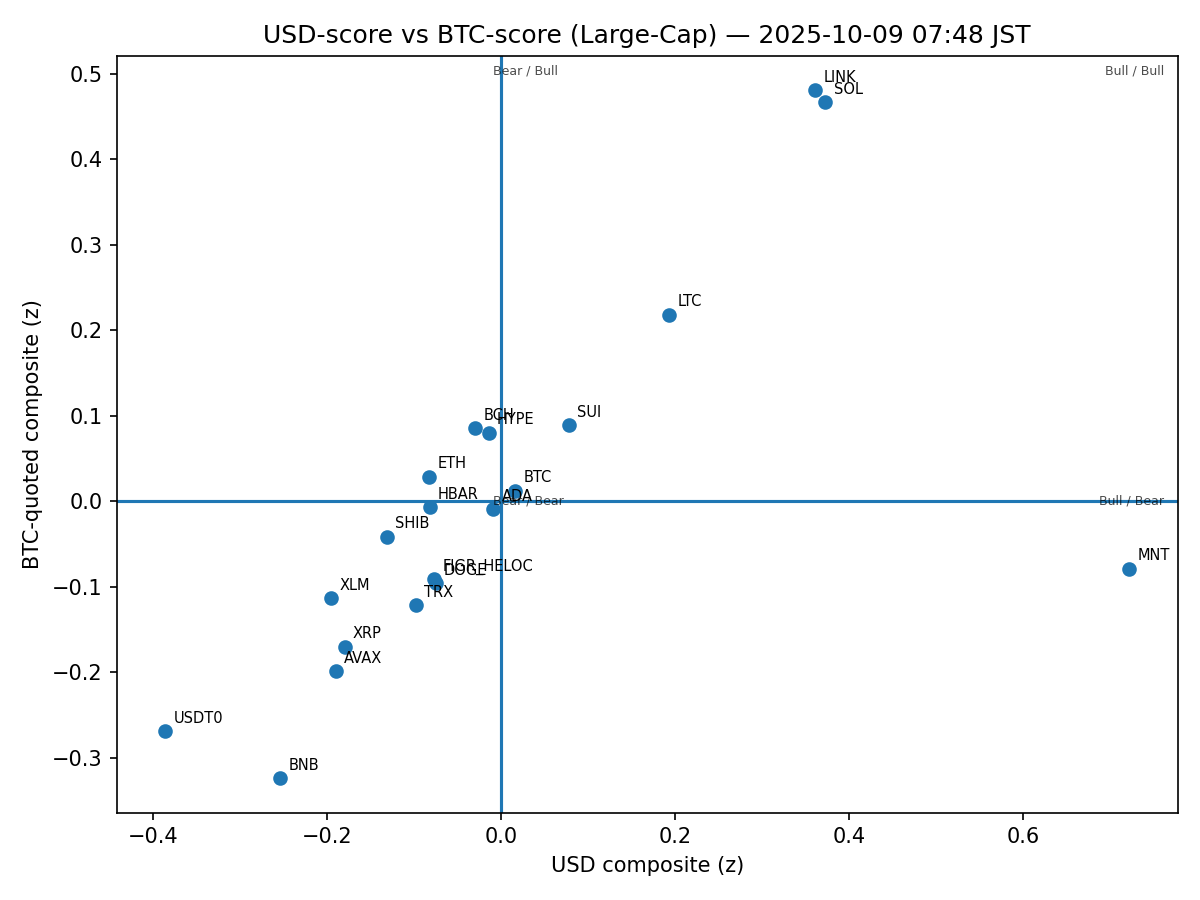 USD-score vs BTC-score (Large-Cap) — 2025-10-09 07:48 JST
Bear / Bull
Bull / Bull
LINK
SOL
LTC
BCH
HYPE
SUI
ETH
BTC
HBAR
ADA
Bear / Bear
Bull / Bear
SHIB
MNT
FIGR_HELOC
DOGE
XLM
TRX
XRP
AVAX
USDT0
BNB
0.5
0.4
0.3
0.2
0.1
0.0
−0.1
−0.2
−0.3
BTC-quoted composite (z)
−0.4
−0.2
0.0
0.2
0.4
0.6
USD composite (z)